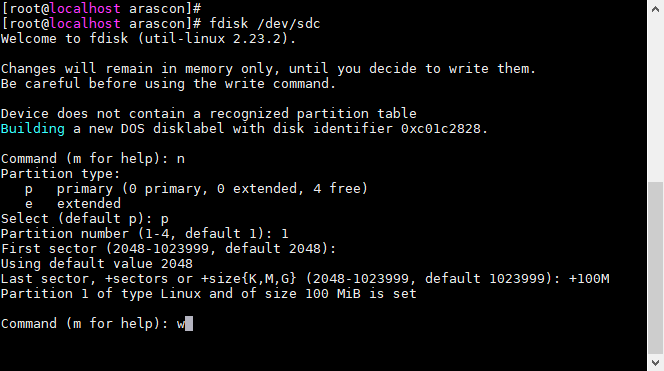 [root@localhost arascon]#
[root@localhost arascon]# fdisk /dev/sdc
Welcome to fdisk (util-linux 2.23.2).

Changes will remain in memory only, until you decide to write them.
Be careful before using the write command.

Device does not contain a recognized partition table
Building a new DOS disklabel with disk identifier 0xc01c2828.

Command (m for help): n
Partition type:
   p   primary (0 primary, 0 extended, 4 free)
   e   extended
Select (default p): p
Partition number (1-4, default 1): 1
First sector (2048-1023999, default 2048):
Using default value 2048
Last sector, +sectors or +size{K,M,G} (2048-1023999, default 1023999): +100M
Partition 1 of type Linux and of size 100 MiB is set

Command (m for help): w